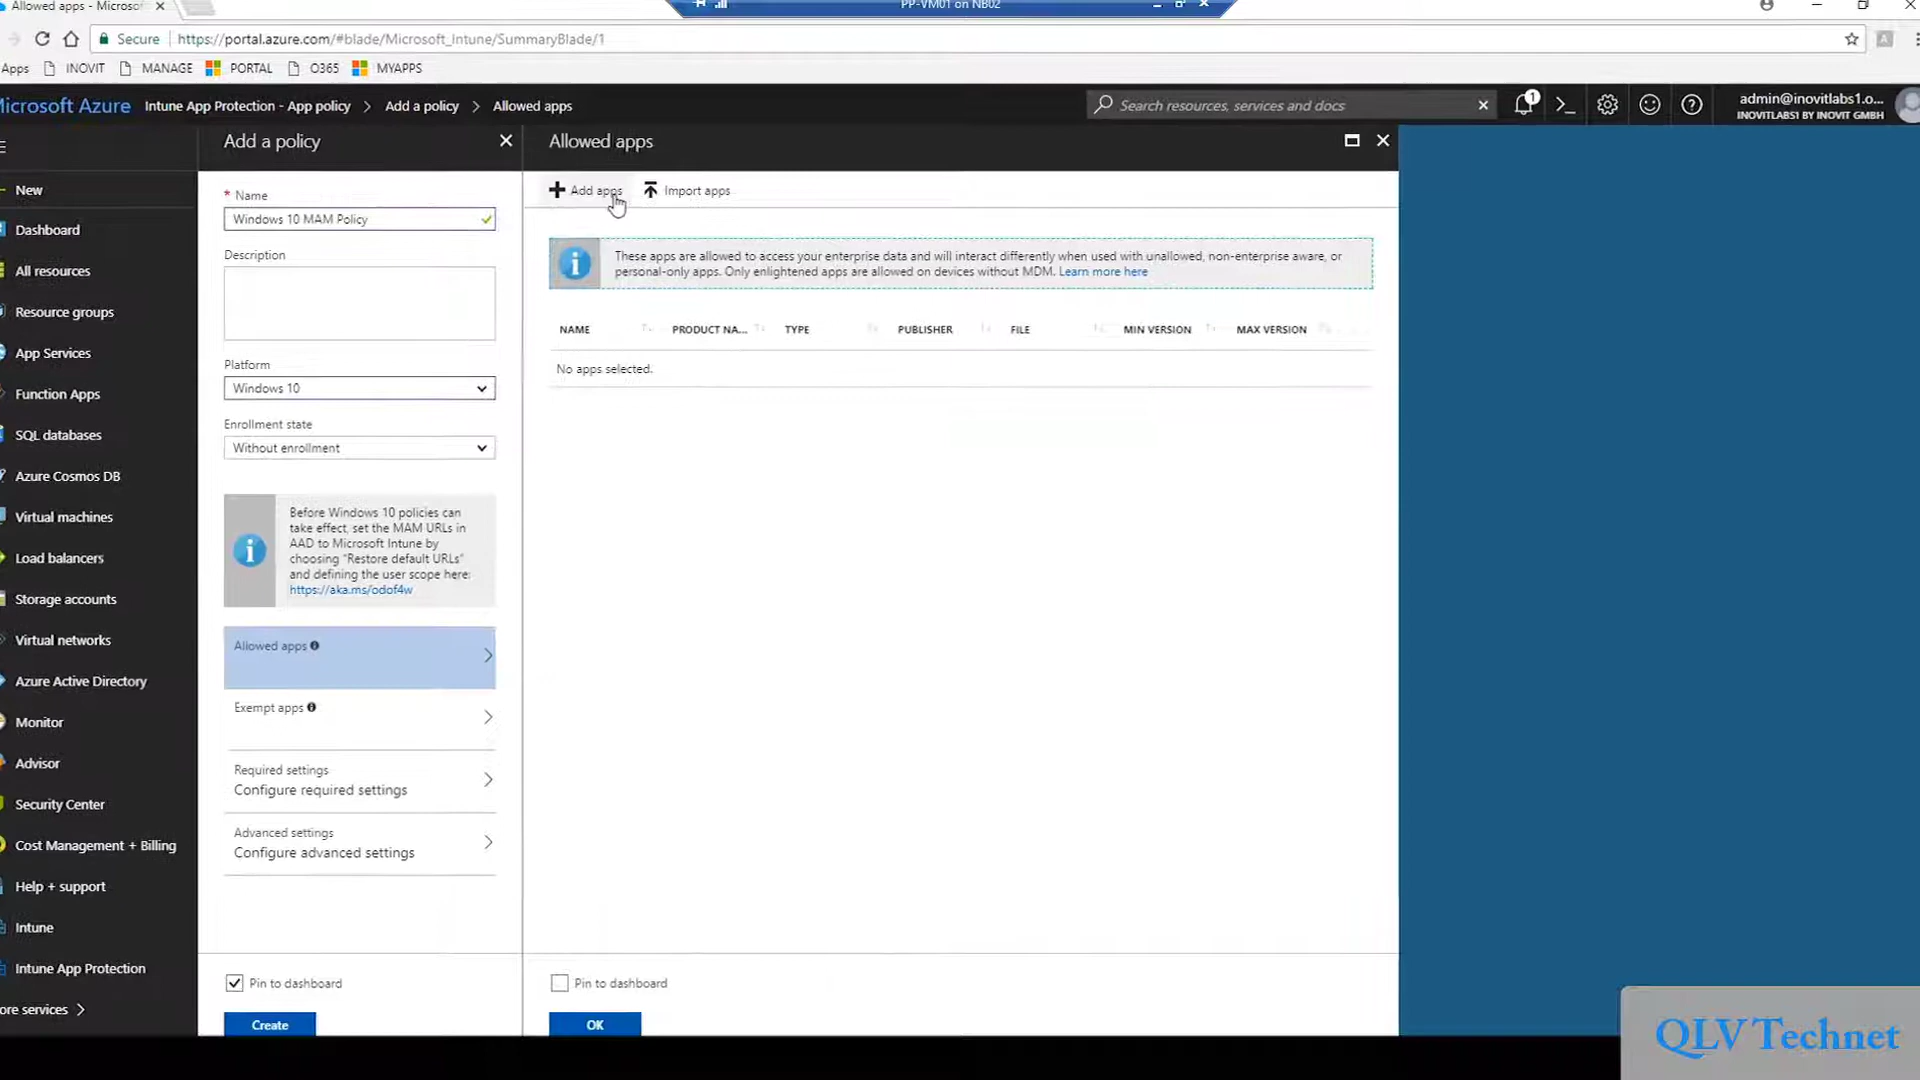 Allowed apps - Microso
PP-VM01 on NB02
Secure
https://portal.azure.com/#blade/Microsoft_Intune/SummaryBlade/1
Apps
INOVIT
MANAGE
PORTAL
O365
MYAPPS
Microsoft Azure
Intune App Protection - App policy > Add a policy > Allowed apps
Search resources, services and docs
1
admin@inovitlabs1.o...
INOVITLABS1 BY INOVIT GMBH
New
Dashboard
All resources
Resource groups
App Services
Function Apps
SQL databases
Azure Cosmos DB
Virtual machines
Load balancers
Storage accounts
Virtual networks
Azure Active Directory
Monitor
Advisor
Security Center
Cost Management + Billing
Help + support
Intune
Intune App Protection
ore services >
Add a policy
* Name
Windows 10 MAM Policy
Description
Platform
Windows 10
Enrollment state
Without enrollment
Before Windows 10 policies can
take effect, set the MAM URLs in
AAD to Microsoft Intune by
choosing "Restore default URLs"
and defining the user scope here:
https://aka.ms/odof4w
Allowed apps
Exempt apps
Required settings
Configure required settings
Advanced settings
Configure advanced settings
Pin to dashboard
Create
Allowed apps
Add apps
Import apps
These apps are allowed to access your enterprise data and will interact differently when used with unallowed, non-enterprise aware, or
personal-only apps. Only enlightened apps are allowed on devices without MDM. Learn more here
NAME
PRODUCT NA...
TYPE
PUBLISHER
FILE
MIN VERSION
MAX VERSION
No apps selected.
Pin to dashboard
OK
QLV Technet